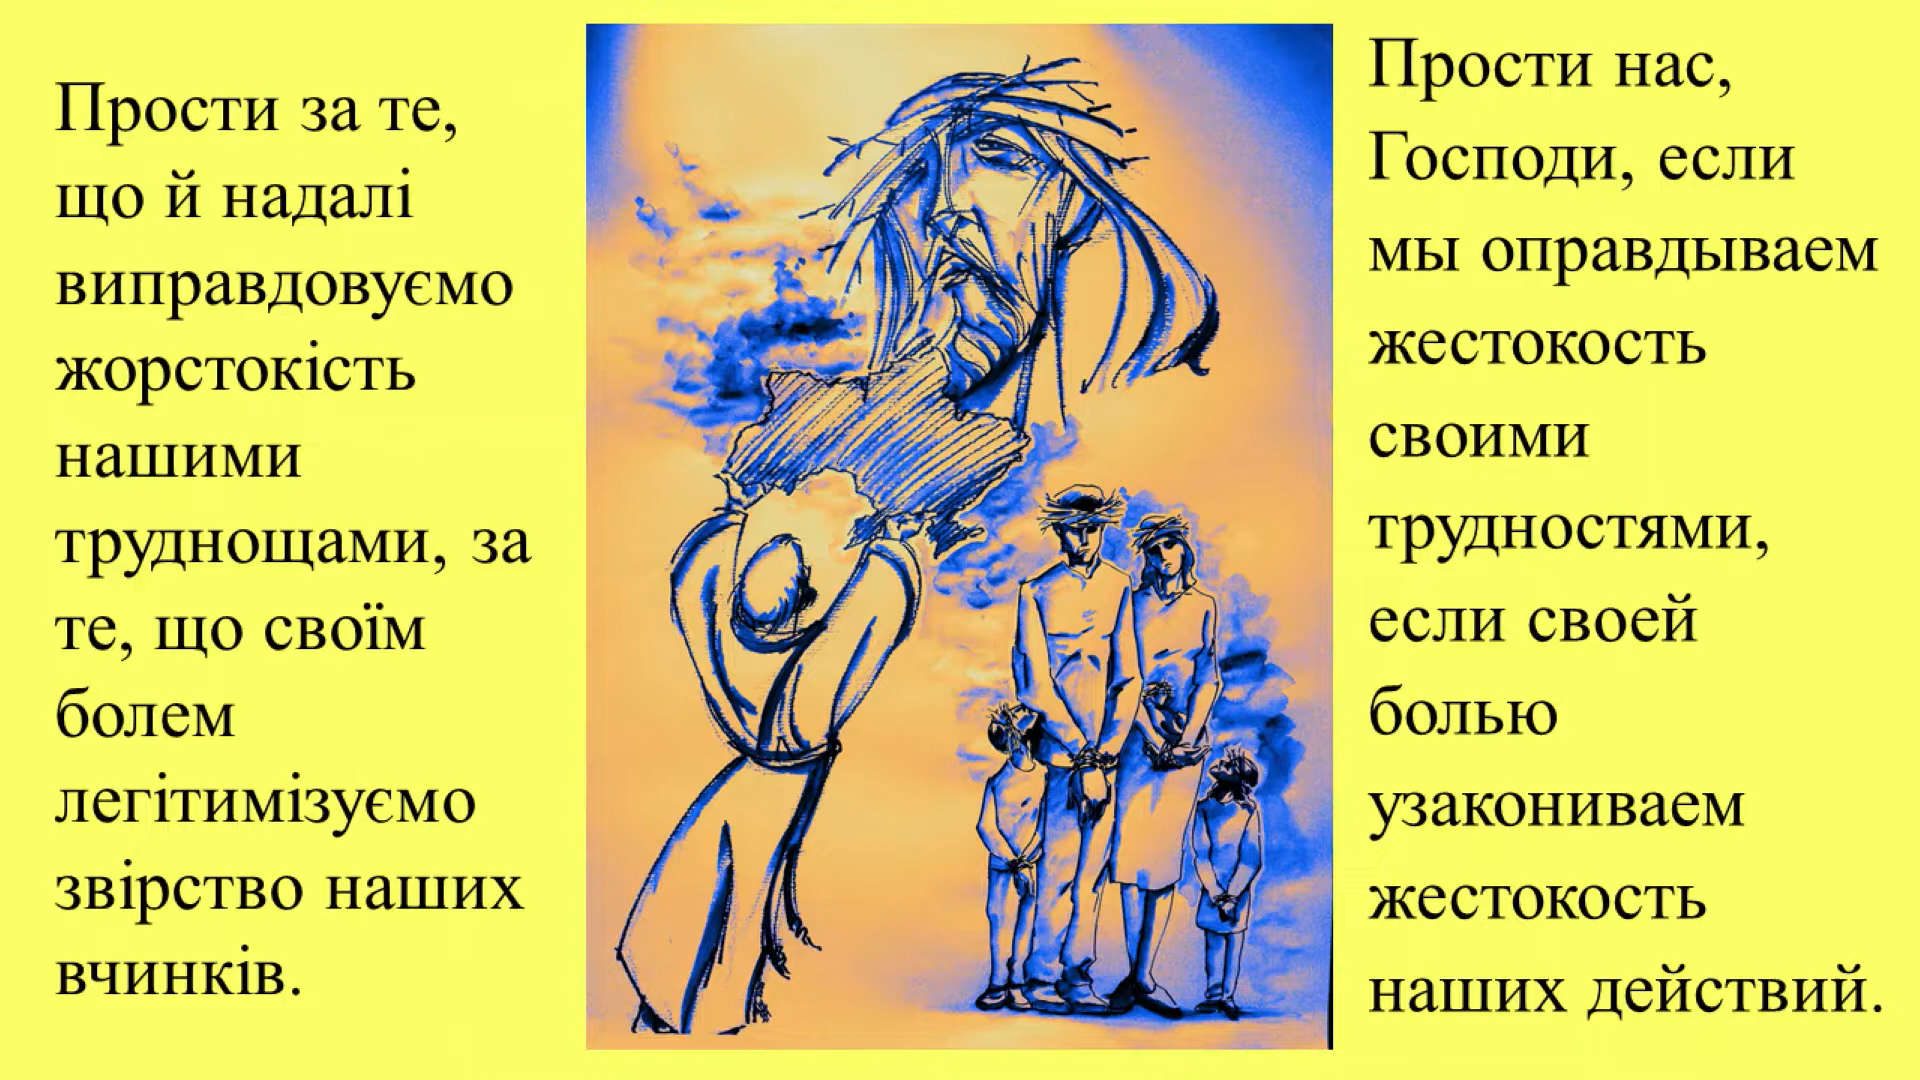 Прости за те,
що й надалі
виправдовуємо
жорстокість
нашими
труднощами, за
те, що своїм
болем
легітимізуємо
звірство наших
вчинків.
Прости нас,
Господи, если
мы оправдываем
жестокость
своими
трудностями,
если своей
болью
узакониваем
жестокость
наших действий.